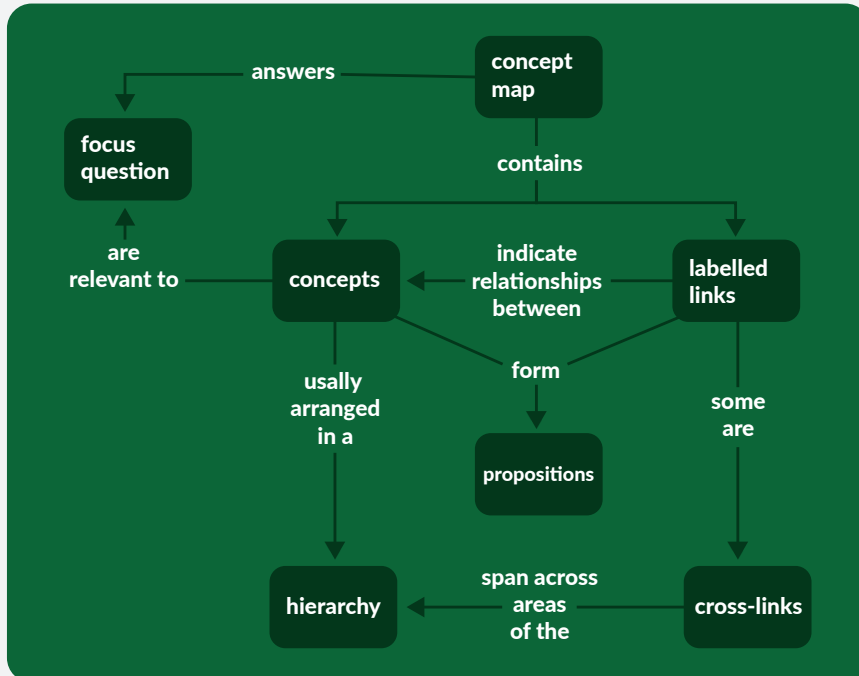 concept
map
answers
focus
question
contains
are
relevant to
concepts
indicate
relationships
between
labelled
links
usally
arranged
in a
form
some
are
propositions
hierarchy
span across
areas
of the
cross-links